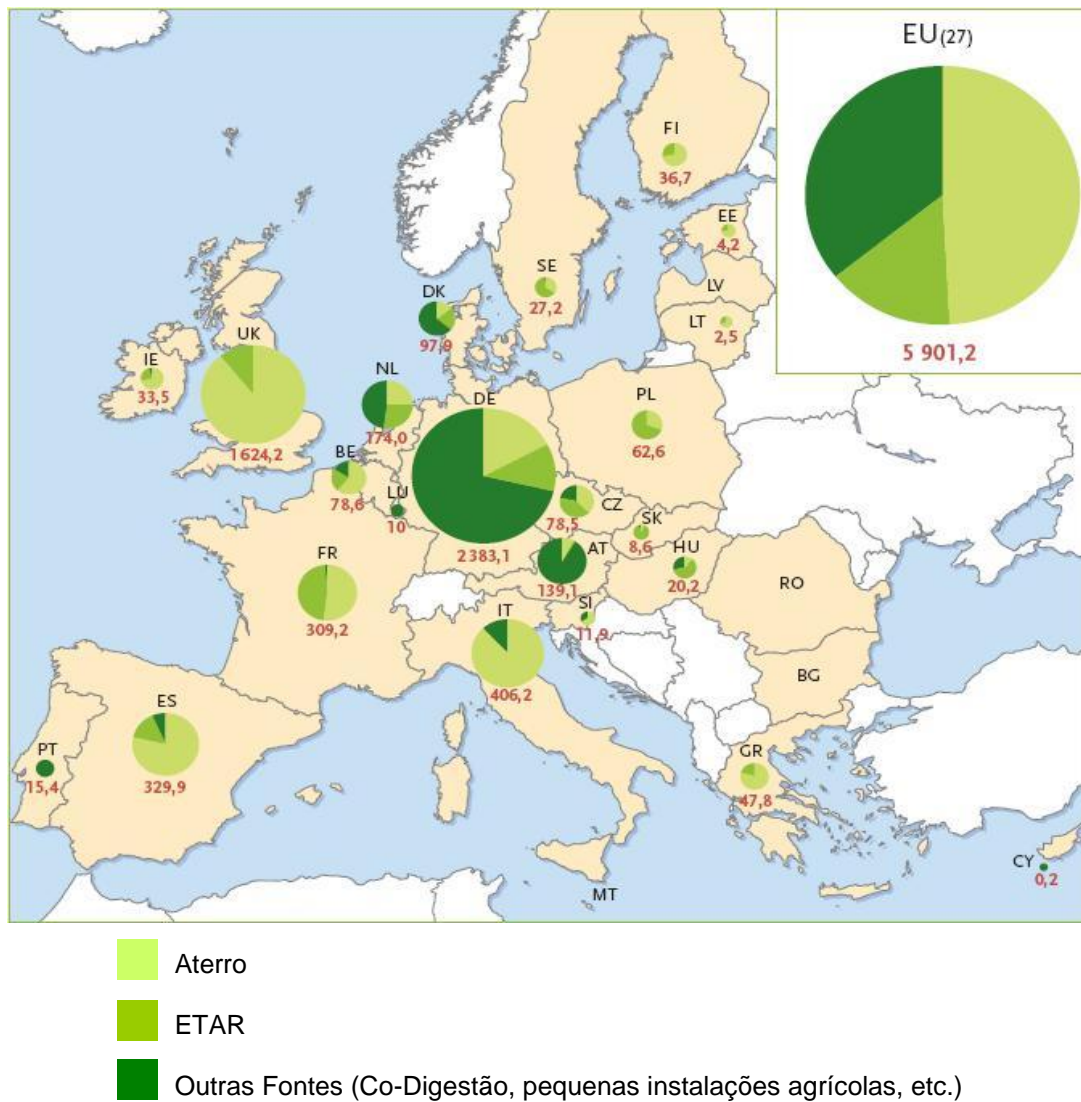 EU(27)
5 901,2
FI
36,7
EE
4,2
SE
27,2
LV
LT
2,5
DK
97,9
UK
1624,2
IE
33,5
NL
174,0
DE
2 383,1
PL
62,6
BE
78,6
LU
10
CZ
78,5
SK
8,6
FR
309,2
AT
139,1
HU
20,2
RO
SI
11,9
IT
406,2
BG
ES
329,9
PT
15,4
GR
47,8
CY
0,2
MT
Aterro
ETAR
Outras Fontes (Co-Digestão, pequenas instalações agrícolas, etc.)